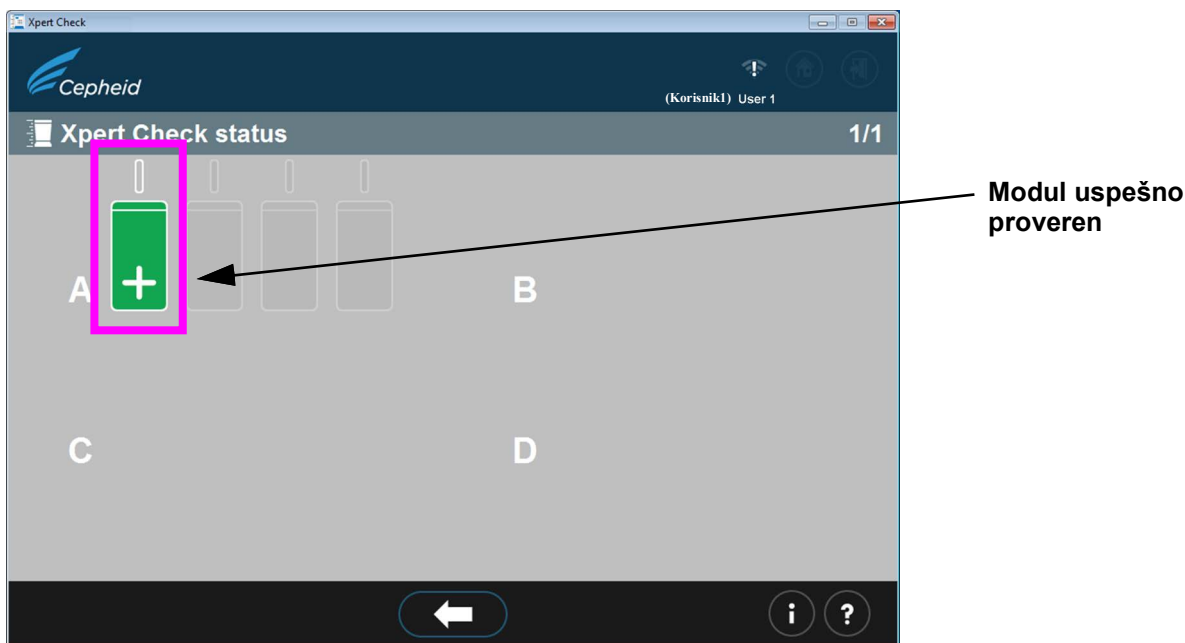 Xpert Check
Cepheid
(Korisnik1) User 1
Xpert Check status 1/1
Modul uspešno
proveren
A
B
C
D
i ?